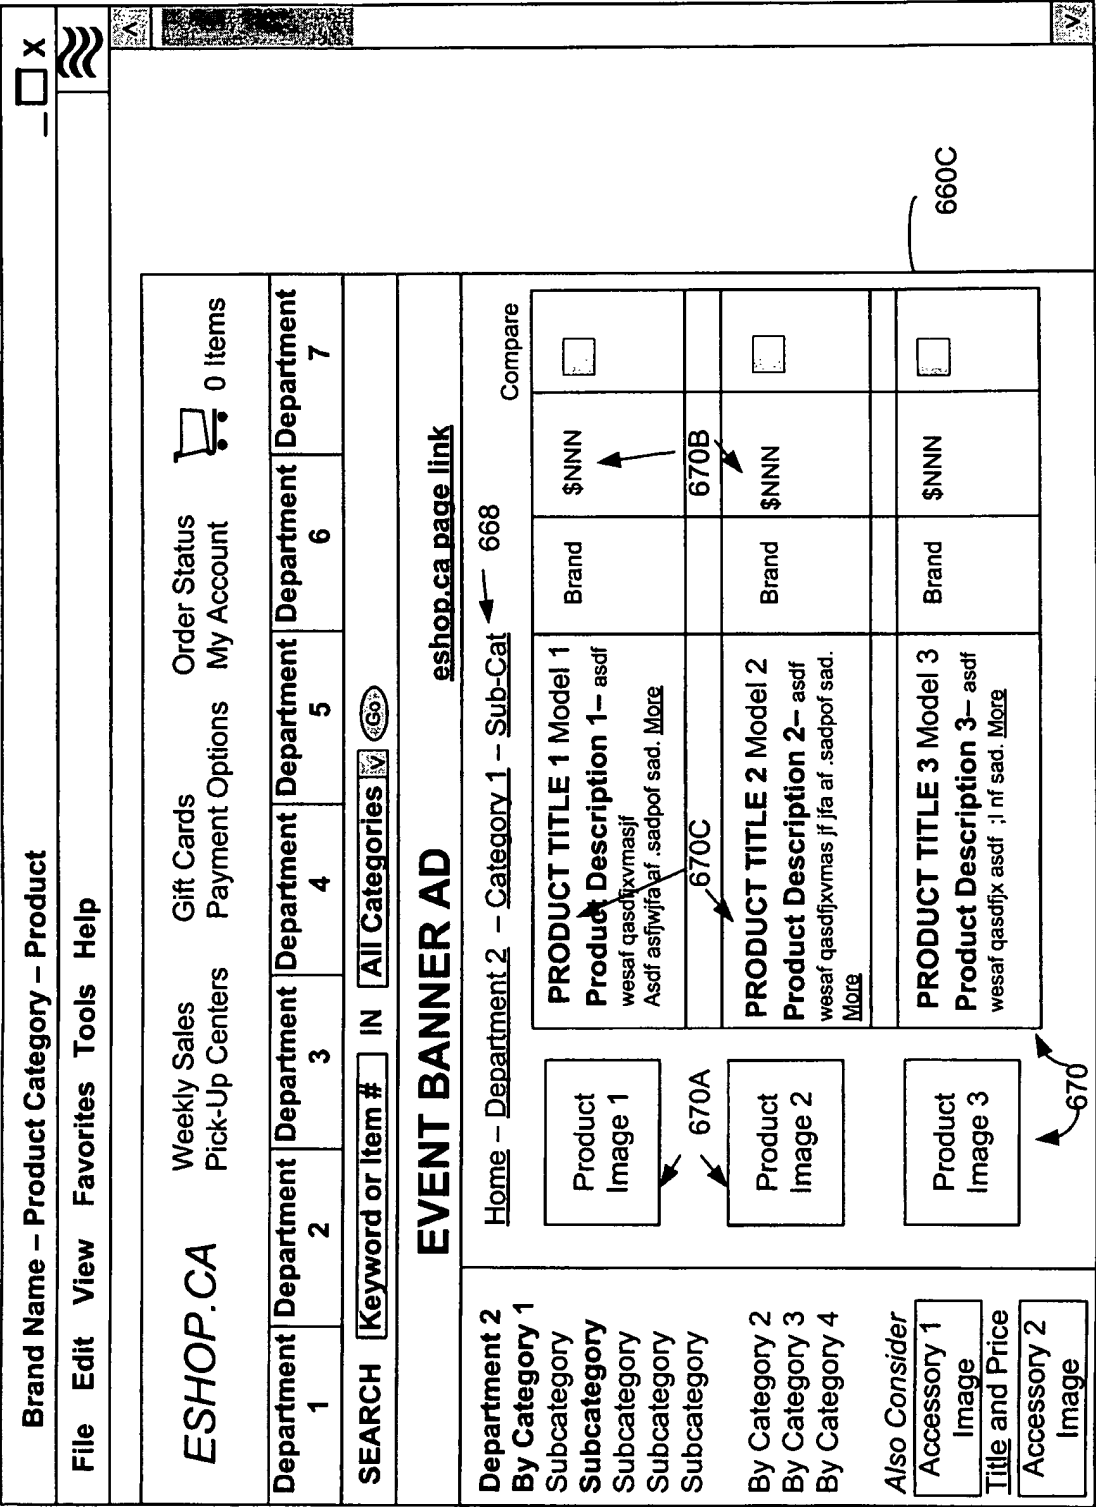 Brand Name – Product Category – Product
_ X
File Edit View Favorites Tools Help
ESHOP.CA
Weekly Sales Gift Cards Order Status
Pick-Up Centers Payment Options My Account 0 Items
Department 1
Department 2
Department 3
Department 4
Department 5
Department 6
Department 7
SEARCH Keyword or Item # IN All Categories V Go
EVENT BANNER AD
eshop.ca page link
Department 2
By Category 1
Subcategory
Subcategory
Subcategory
Subcategory
Subcategory
By Category 2
By Category 3
By Category 4
Also Consider
Accessory 1
Image
Title and Price
Accessory 2
Image
Home – Department 2 – Category 1 – Sub-Cat
668
Compare
Product
Image 1
PRODUCT TITLE 1 Model 1
Product Description 1– asdf
wesaf qasdfjxvmasjf
Asdf asfjwjfa af .sadpof sad. More
Brand
$NNN
670A
670C
670B
Product
Image 2
PRODUCT TITLE 2 Model 2
Product Description 2– asdf
wesaf qasdfjxvmas jf jfa af .sadpof sad.
More
Brand
$NNN
Product
Image 3
PRODUCT TITLE 3 Model 3
Product Description 3– asdf
wesaf qasdfjx asdf ;l nf sad. More
Brand
$NNN
670
660C